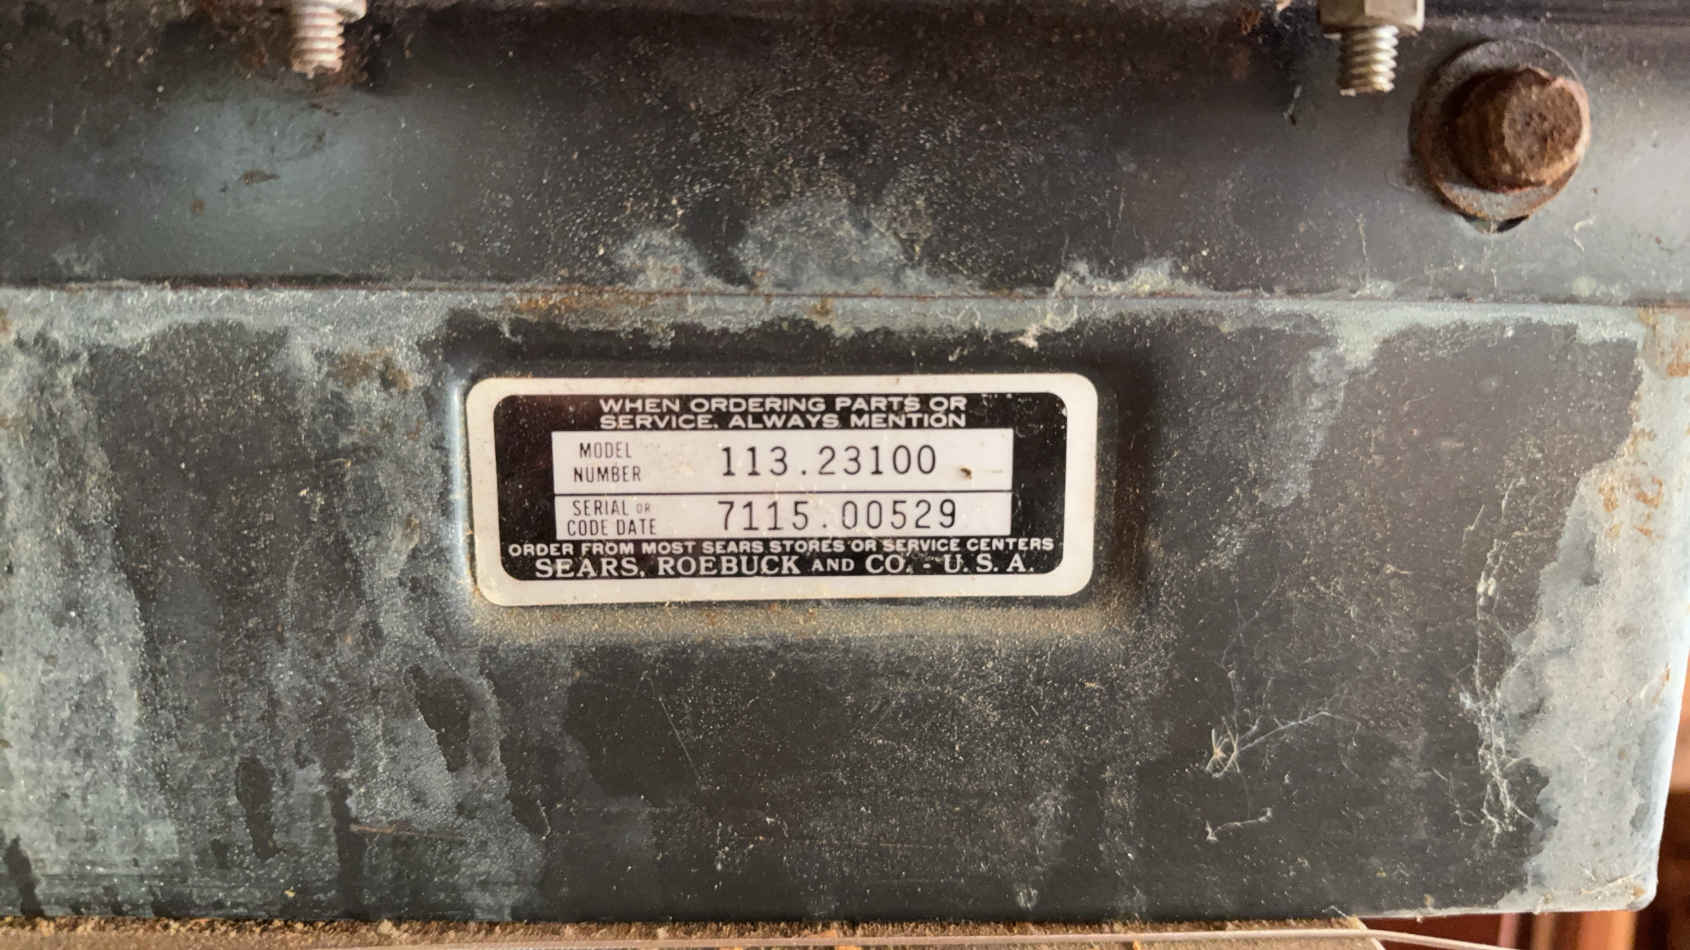 WHEN ORDERING PARTS OR
SERVICE, ALWAYS MENTION
MODEL
NUMBER 113.23100
SERIAL OR
CODE DATE 7115.00529
ORDER FROM MOST SEARS STORES OR SERVICE CENTERS
SEARS, ROEBUCK AND CO. - U.S.A.